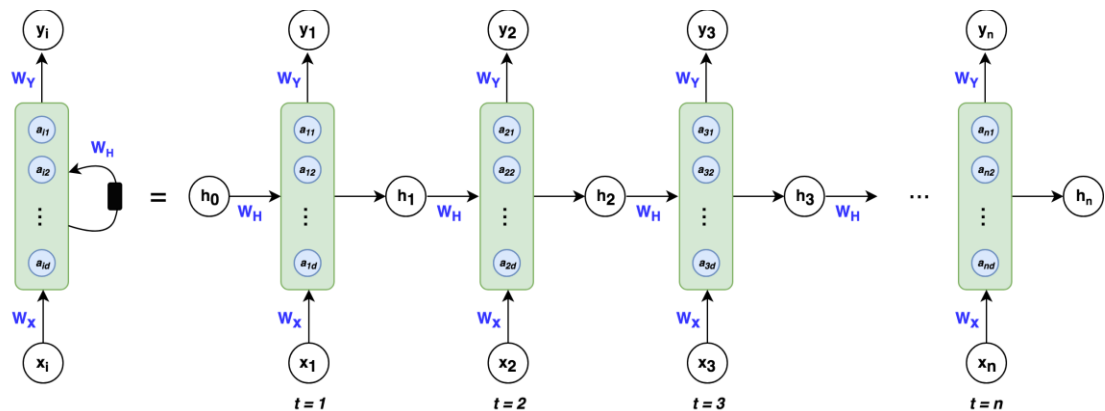 yi y1 y2 y3 yn
WY WY WY WY WY
ai1 a11 a21 a31 an1
WH
ai2 a12 a22 a32 an2
= h0 h1 h2 h3 ... hn
WH WH WH WH
⋮ ⋮ ⋮ ⋮ ⋮
aid a1d a2d a3d and
WX WX WX WX WX
xi x1 x2 x3 xn
t = 1 t = 2 t = 3 t = n